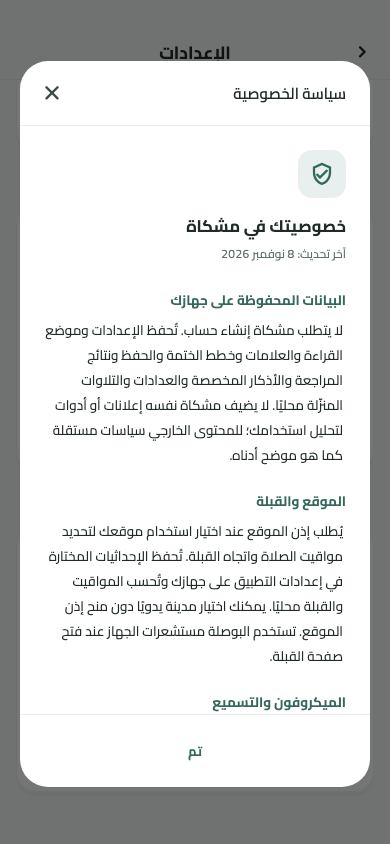 الإعدادات
سياسة الخصوصية
خصوصيتك في مشكاة
آخر تحديث: 8 نوفمبر 2026
البيانات المحفوظة على جهازك
لا يتطلب مشكاة إنشاء حساب. تُحفظ الإعدادات وموضع
القراءة والعلامات وخطط الختمة والحفظ ونتائج
المراجعة والأذكار المخصصة والعدادات والتلاوات
المنزّلة محليًا. لا يضيف مشكاة نفسه إعلانات أو أدوات
لتحليل استخدامك؛ للمحتوى الخارجي سياسات مستقلة
كما هو موضح أدناه.
الموقع والقبلة
يُطلب إذن الموقع عند اختيار استخدام موقعك لتحديد
مواقيت الصلاة واتجاه القبلة. تُحفظ الإحداثيات المختارة
في إعدادات التطبيق على جهازك وتُحسب المواقيت
والقبلة محليًا. يمكنك اختيار مدينة يدويًا دون منح إذن
الموقع. تستخدم البوصلة مستشعرات الجهاز عند فتح
صفحة القبلة.
الميكروفون والتسميع
تم